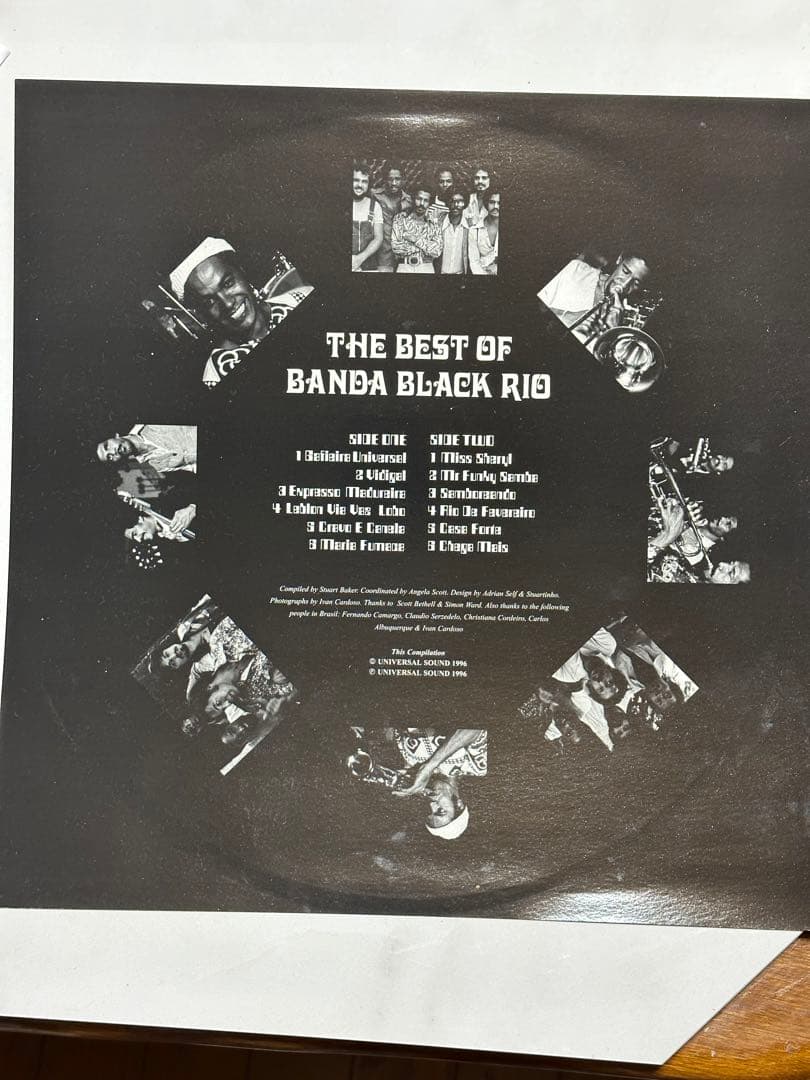 THE BEST OF
BANDA BLACK RIO
SIDE ONE
1 Gafieira Universal
2 Vidigal
3 Expresso Madureira
4 Leblon Via Vaz Lobo
5 Cravo E Canela
6 Maria Fumaca
SIDE TWO
1 Miss Sheryl
2 Mr Funky Samba
3 Samboreando
4 Rio De Fevereiro
5 Casa Forte
6 Chega Mais
Compiled by Stuart Baker. Coordinated by Angela Scott. Design by Adrian Self & Stuartinho.
Photographs by Ivan Cardoso. Thanks to Scott Bethell & Simon Ward. Also thanks to the following
people in Brasil: Fernando Camargo, Claudio Serzedelo, Christiana Cordeiro, Carlos
Albuquerque & Ivan Cardoso
This Compilation
© UNIVERSAL SOUND 1996
℗ UNIVERSAL SOUND 1996